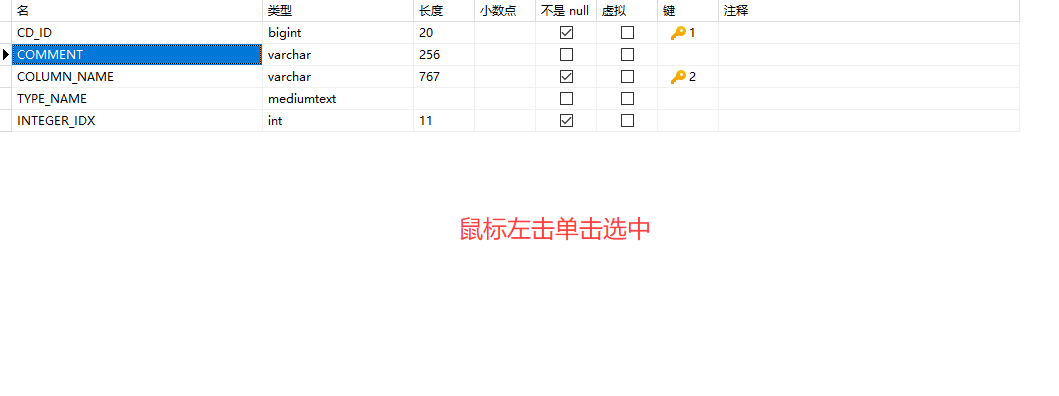 名 类型 长度 小数点 不是 null 虚拟 键 注释
CD_ID bigint 20 1
COMMENT varchar 256
COLUMN_NAME varchar 767 2
TYPE_NAME mediumtext
INTEGER_IDX int 11
鼠标左击单击选中